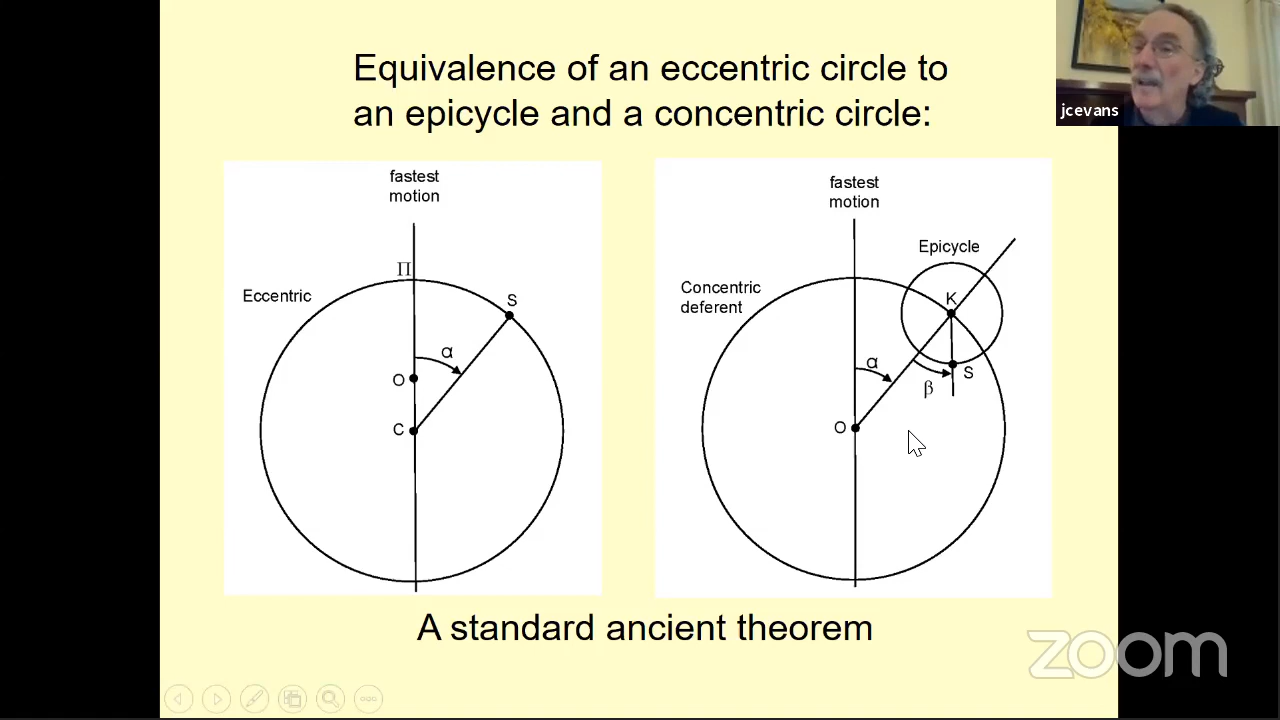 Equivalence of an eccentric circle to
an epicycle and a concentric circle:
jcevans
fastest
motion
Π
Eccentric
S
α
O
C
fastest
motion
Epicycle
Concentric
deferent
K
α
S
β
O
A standard ancient theorem
zoom